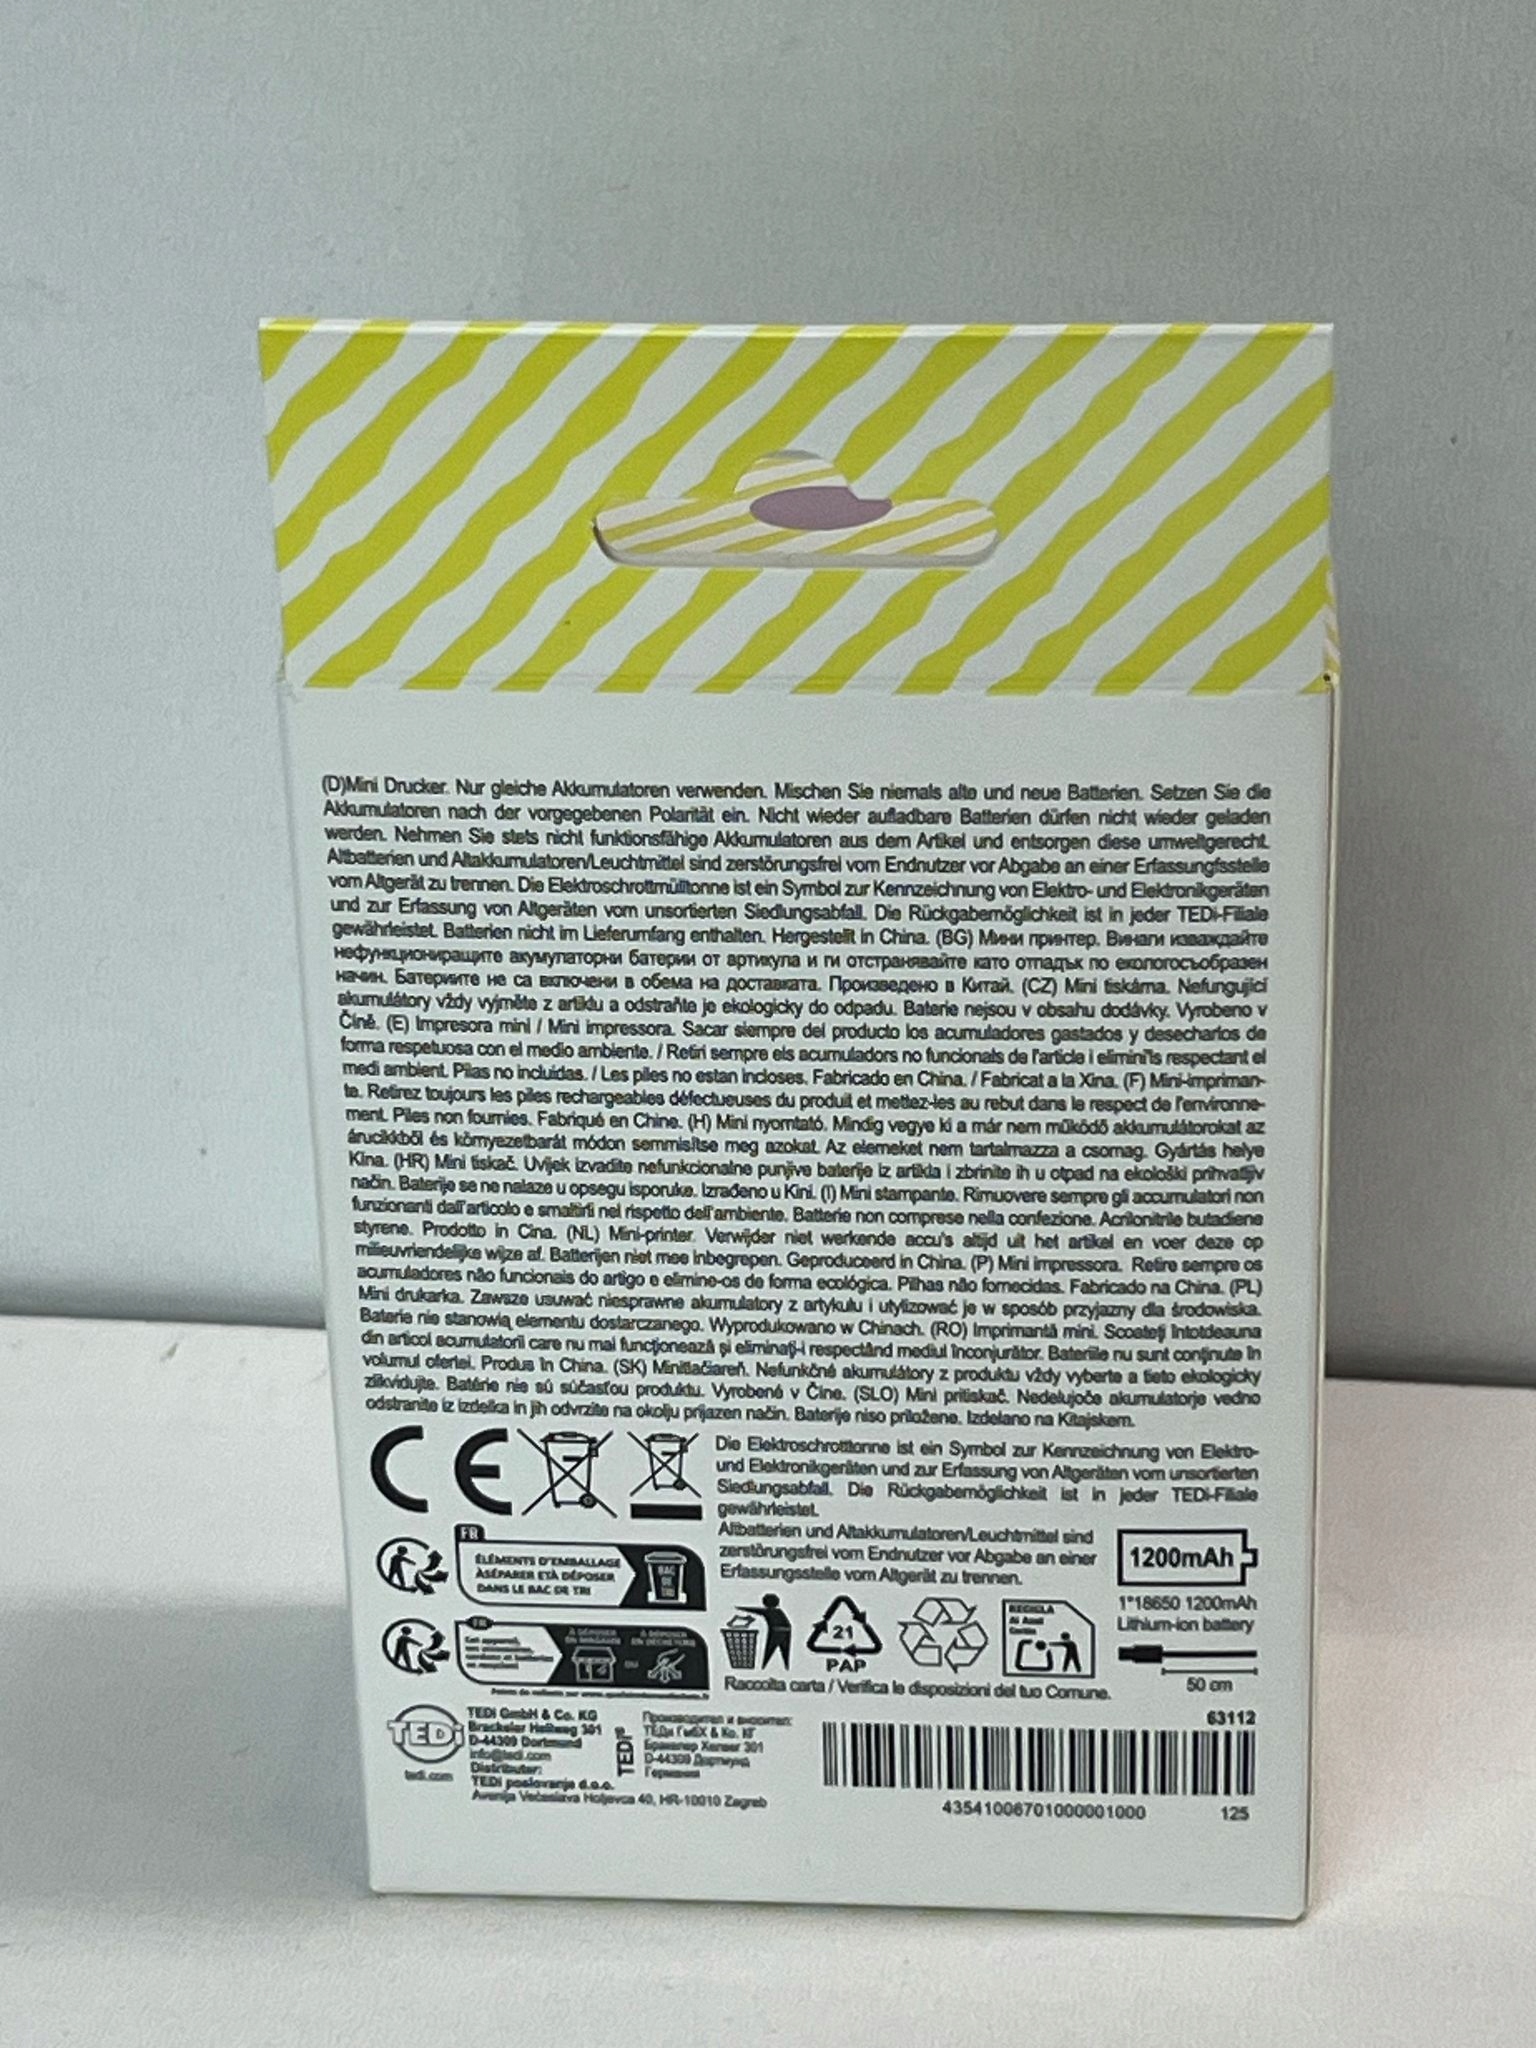 (D)Mini Drucker. Nur gleiche Akkumulatoren verwenden. Mischen Sie niemals alte und neue Batterien. Setzen Sie die
Akkumulatoren nach der vorgegebenen Polarität ein. Nicht wieder aufladbare Batterien dürfen nicht wieder geladen
werden. Nehmen Sie stets nicht funktionsfähige Akkumulatoren aus dem Artikel und entsorgen diese umweltgerecht.
Altbatterien und Altakkumulatoren/Leuchtmittel sind zerstörungsfrei vom Endnutzer vor Abgabe an einer Erfassungfsstelle
vom Altgerät zu trennen. Die Elektroschrottmülltonne ist ein Symbol zur Kennzeichnung von Elektro- und Elektronikgeräten
und zur Erfassung von Altgeräten vom unsortierten Siedlungsabfall. Die Rückgabemöglichkeit ist in jeder TEDi-Filiale
gewährleistet. Batterien nicht im Lieferumfang enthalten. Hergestellt in China. (BG) Мини принтер. Винаги изваждайте
нефункциониращите акумулаторни батерии от артикула и ги отстранявайте като отпадък по екологосъобразен
начин. Батериите не са включени в обема на доставката. Произведено в Китай. (CZ) Mini tiskárna. Nefungující
akumulátory vždy vyjměte z artiklu a odstraňte je ekologicky do odpadu. Baterie nejsou v obsahu dodávky. Vyrobeno v
Číně. (E) Impresora mini / Mini impressora. Sacar siempre del producto los acumuladores gastados y desecharlos de
forma respetuosa con el medio ambiente. / Retiri sempre els acumuladors no funcionals de l'article i elimini'ls respectant el
medi ambient. Pilas no incluidas. / Les piles no estan incloses. Fabricado en China. / Fabricat a la Xina. (F) Mini-impriman-
te. Retirez toujours les piles rechargeables défectueuses du produit et mettez-les au rebut dans le respect de l'environne-
ment. Piles non fournies. Fabriqué en Chine. (H) Mini nyomtató. Mindig vegye ki a már nem működő akkumulátorokat az
árucikkből és környezetbarát módon semmisítse meg azokat. Az elemeket nem tartalmazza a csomag. Gyártás helye
Kína. (HR) Mini tiskač. Uvijek izvadite nefunkcionalne punjive baterije iz artikla i zbrinite ih u otpad na ekološki prihvatljiv
način. Baterije se ne nalaze u opsegu isporuke. Izrađeno u Kini. (I) Mini stampante. Rimuovere sempre gli accumulatori non
funzionanti dall'articolo e smaltirli nel rispetto dell'ambiente. Batterie non comprese nella confezione. Acrilonitrile butadiene
styrene. Prodotto in Cina. (NL) Mini-printer. Verwijder niet werkende accu's altijd uit het artikel en voer deze op
milieuvriendelijke wijze af. Batterijen niet mee inbegrepen. Geproduceerd in China. (P) Mini impressora. Retire sempre os
acumuladores não funcionais do artigo e elimine-os de forma ecológica. Pilhas não fornecidas. Fabricado na China. (PL)
Mini drukarka. Zawsze usuwać niesprawne akumulatory z artykułu i utylizować je w sposób przyjazny dla środowiska.
Baterie nie stanowią elementu dostarczanego. Wyprodukowano w Chinach. (RO) Imprimantă mini. Scoateţi întotdeauna
din articol acumulatorii care nu mai funcţionează şi eliminaţi-i respectând mediul înconjurător. Bateriile nu sunt conţinute în
volumul ofertei. Produs în China. (SK) Minitlačiareň. Nefunkčné akumulátory z produktu vždy vyberte a tieto ekologicky
zlikvidujte. Batérie nie sú súčasťou produktu. Vyrobené v Číne. (SLO) Mini pritiskač. Nedelujoče akumulatorje vedno
odstranite iz izdelka in jih odvrzite na okolju prijazen način. Baterije niso priložene. Izdelano na Kitajskem.
CE
Die Elektroschrotttonne ist ein Symbol zur Kennzeichnung von Elektro-
und Elektronikgeräten und zur Erfassung von Altgeräten vom unsortierten
Siedlungsabfall. Die Rückgabemöglichkeit ist in jeder TEDi-Filiale
gewährleistet.
Altbatterien und Altakkumulatoren/Leuchtmittel sind
zerstörungsfrei vom Endnutzer vor Abgabe an einer
Erfassungsstelle vom Altgerät zu trennen.
1200mAh
1*18650 1200mAh
Lithium-ion battery
50 cm
FR
ÉLÉMENTS D'EMBALLAGE
ÀSÉPARER ETÀ DÉPOSER
DANS LE BAC DE TRI
BAC
DE
TRI
FR
À DÉPOSER
EN MAGASIN
OU
À DÉPOSER
EN DÉCHÈTERIE
21
PAP
RECICLA
Raccolta carta / Verifica le disposizioni del tuo Comune.
TEDi
tedi.com
TEDi GmbH & Co. KG
Brackeler Hellweg 301
D-44309 Dortmund
info@tedi.com
Distributer:
TEDi poslovanje d.o.o.
Avenija Većeslava Holjevca 40, HR-10010 Zagreb
TEDi®
Производител и вносител:
ТЕДи ГмбХ & Ко. КГ
Бракелер Хелвег 301
D-44309 Дортмунд
Германия
63112
43541006701000001000
125